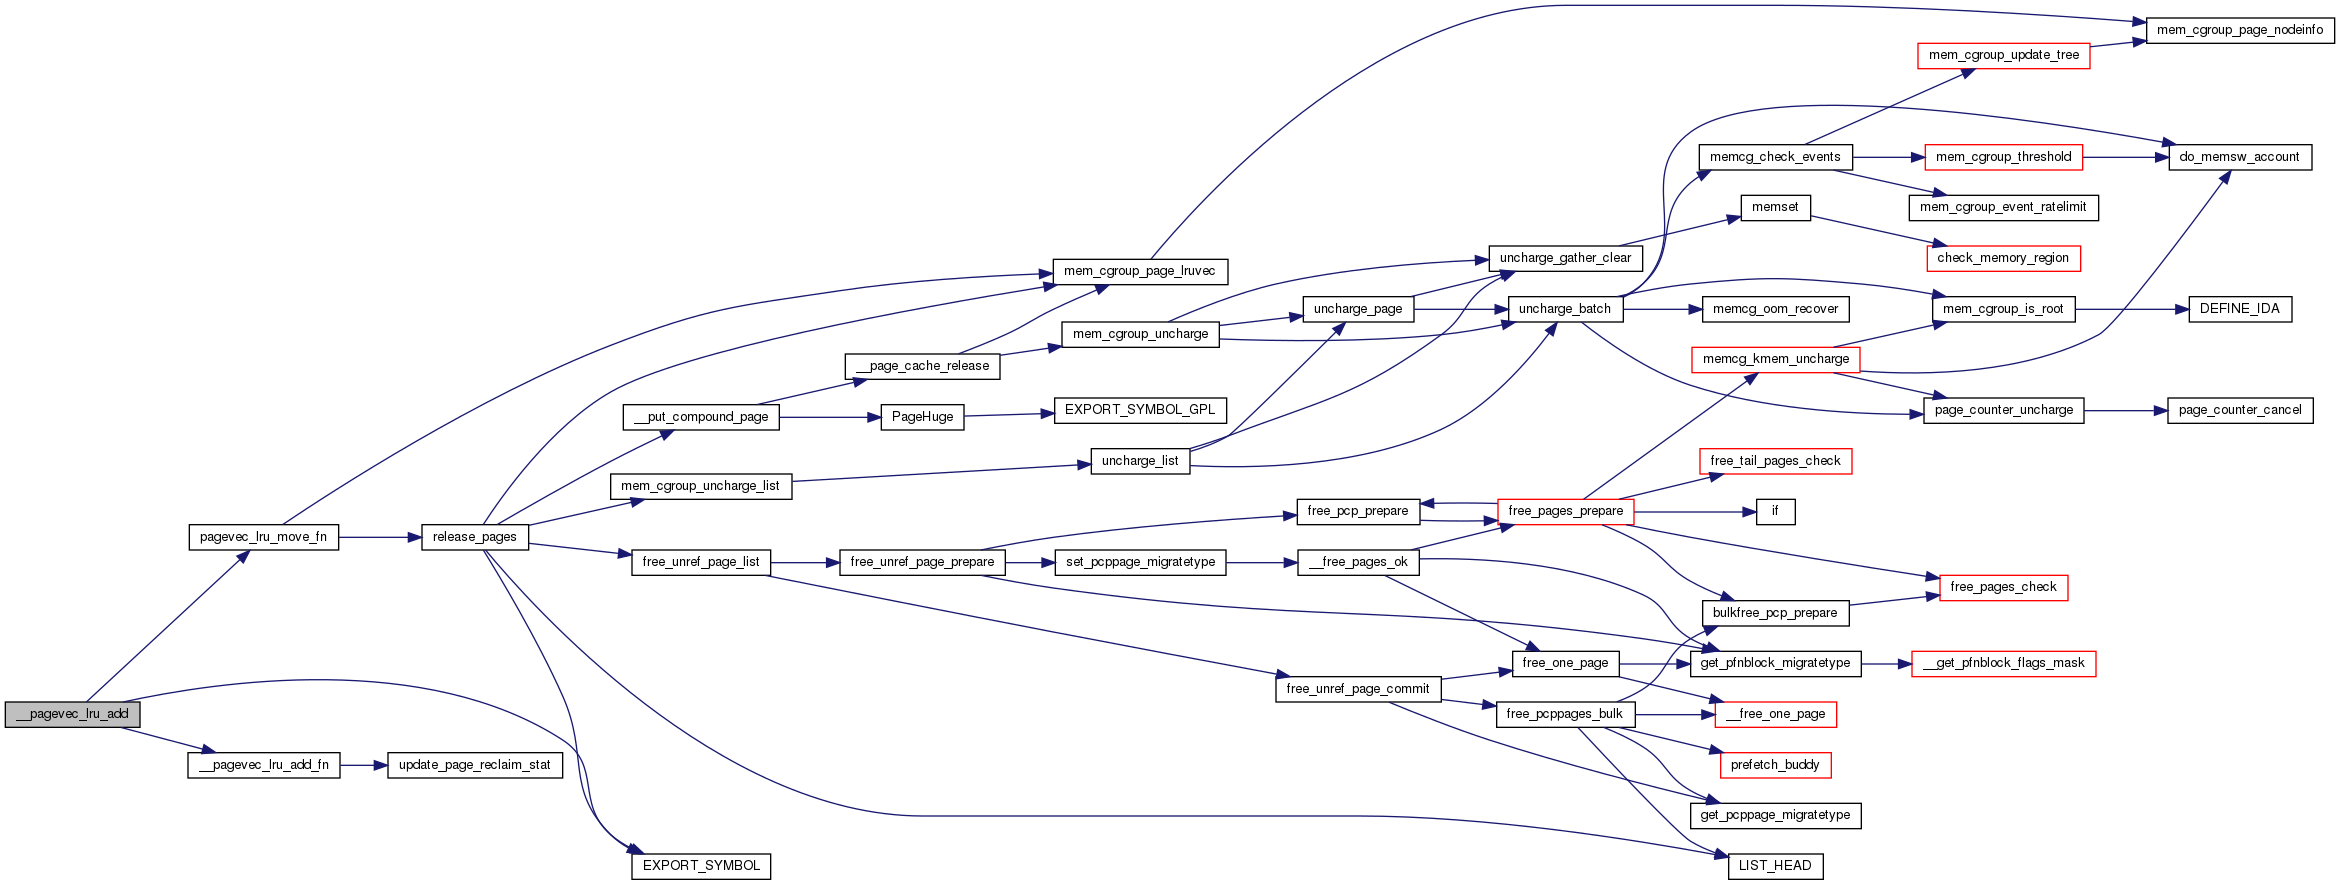 __pagevec_lru_add
pagevec_lru_move_fn
__pagevec_lru_add_fn
release_pages
update_page_reclaim_stat
__put_compound_page
mem_cgroup_uncharge_list
free_unref_page_list
EXPORT_SYMBOL
__page_cache_release
PageHuge
free_unref_page_prepare
mem_cgroup_page_lruvec
mem_cgroup_uncharge
EXPORT_SYMBOL_GPL
uncharge_list
set_pcppage_migratetype
uncharge_page
free_pcp_prepare
__free_pages_ok
free_unref_page_commit
uncharge_gather_clear
uncharge_batch
free_pages_prepare
free_one_page
free_pcppages_bulk
memcg_check_events
memset
memcg_oom_recover
memcg_kmem_uncharge
free_tail_pages_check
if
bulkfree_pcp_prepare
get_pfnblock_migratetype
__free_one_page
prefetch_buddy
get_pcppage_migratetype
LIST_HEAD
mem_cgroup_update_tree
mem_cgroup_threshold
mem_cgroup_event_ratelimit
check_memory_region
mem_cgroup_is_root
page_counter_uncharge
free_pages_check
__get_pfnblock_flags_mask
mem_cgroup_page_nodeinfo
do_memsw_account
DEFINE_IDA
page_counter_cancel